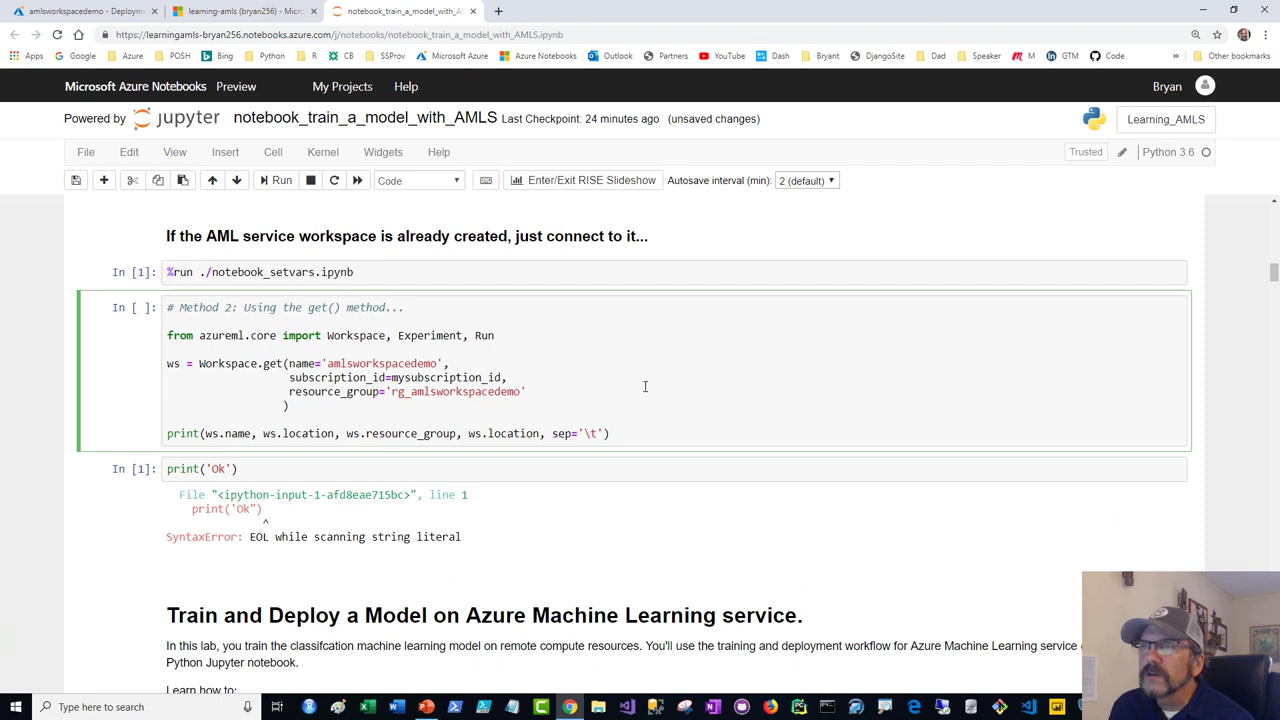 amlsworkspacedemo - Deployme
learning-amls (bryan256) - Micro
notebook_train_a_model_with_AML
https://learningamls-bryan256.notebooks.azure.com/j/notebooks/notebook_train_a_model_with_AMLS.ipynb
Apps Google Azure POSH Bing Python R CB SSProv Microsoft Azure Azure Notebooks Outlook Partners YouTube Dash Bryant DjangoSite Dad Speaker M GTM Code » Other bookmarks
Microsoft Azure Notebooks Preview My Projects Help Bryan
Powered by jupyter notebook_train_a_model_with_AMLS Last Checkpoint: 24 minutes ago (unsaved changes) Learning_AMLS
File Edit View Insert Cell Kernel Widgets Help Trusted Python 3.6
Run Code Enter/Exit RISE Slideshow Autosave interval (min): 2 (default)
If the AML service workspace is already created, just connect to it...
In [1]: %run ./notebook_setvars.ipynb
In [ ]: # Method 2: Using the get() method...
from azureml.core import Workspace, Experiment, Run
ws = Workspace.get(name='amlsworkspacedemo',
subscription_id=mysubscription_id,
resource_group='rg_amlsworkspacedemo'
)
print(ws.name, ws.location, ws.resource_group, ws.location, sep='\t')
In [1]: print('Ok')
File "<ipython-input-1-afd8eae715bc>", line 1
print('Ok")
^
SyntaxError: EOL while scanning string literal
Train and Deploy a Model on Azure Machine Learning service.
In this lab, you train the classifcation machine learning model on remote compute resources. You'll use the training and deployment workflow for Azure Machine Learning service
Python Jupyter notebook.
Learn how to:
Type here to search